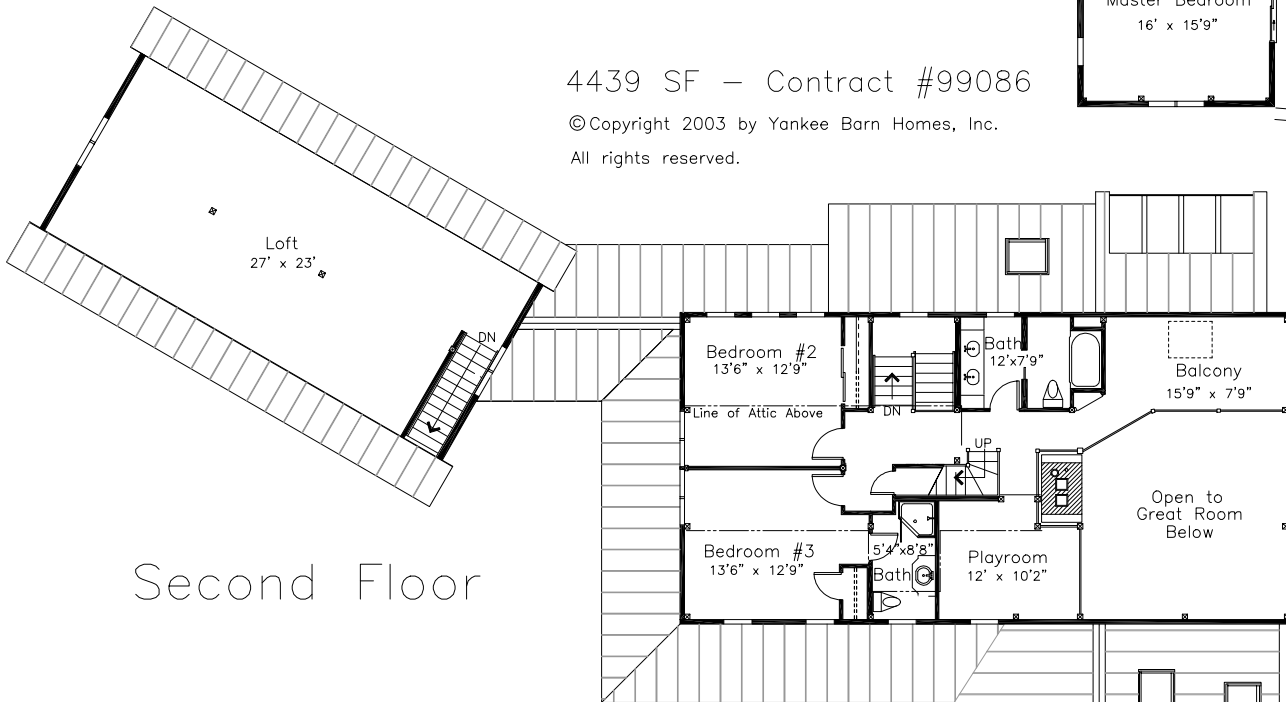 Master Bedroom
16' x 15'9"
4439 SF – Contract #99086
© Copyright 2003 by Yankee Barn Homes, Inc.
All rights reserved.
Loft
27' x 23'
DN
Bedroom #2
13'6" x 12'9"
Line of Attic Above
DN
Bath
12'x7'9"
Balcony
15'9" x 7'9"
UP
Open to
Great Room
Below
Bedroom #3
13'6" x 12'9"
5'4"x8'8"
Bath
Playroom
12' x 10'2"
Second Floor